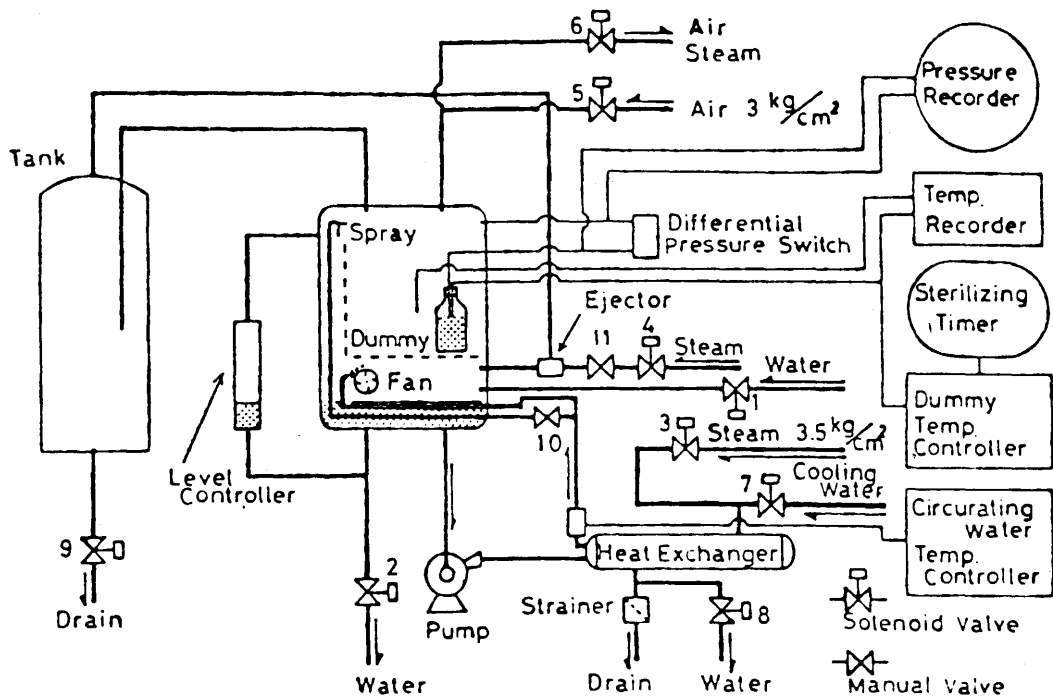 6
Air
Steam
5
Air 3 kg/cm²
Pressure
Recorder
Tank
Temp.
Recorder
Spray
Differential
Pressure Switch
Ejector
Sterilizing
Timer
Dummy
11
4
Steam
Water
Fan
1
10
3
Steam 3.5 kg/cm²
Dummy
Temp.
Controller
Level
Controller
Cooling
Water
7
Circurating
Water
Temp.
Controller
Heat Exchanger
9
2
Drain
Pump
Strainer
8
Solenoid Valve
Water
Drain
Water
Manual Valve